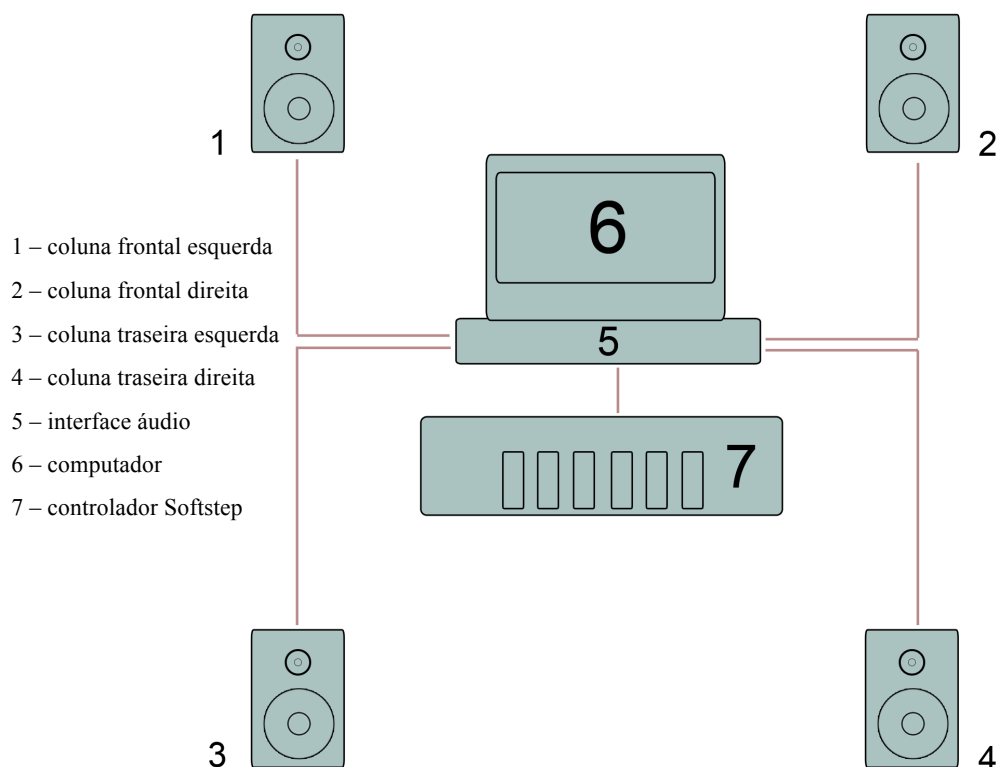 1
2
6
1 – coluna frontal esquerda
2 – coluna frontal direita
3 – coluna traseira esquerda
4 – coluna traseira direita
5 – interface áudio
6 – computador
7 – controlador Softstep
5
7
3
4